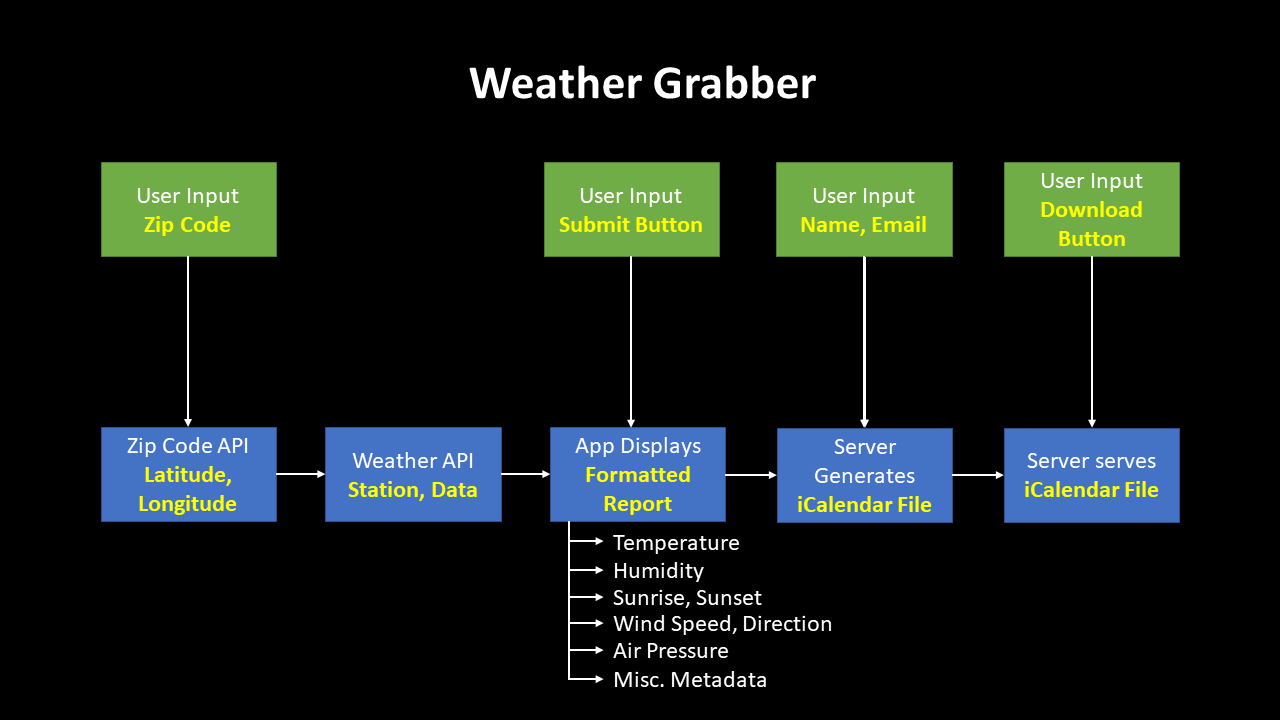 Weather Grabber
User Input
Zip Code
User Input
Submit Button
User Input
Name, Email
User Input
Download
Button
Zip Code API
Latitude,
Longitude
Weather API
Station, Data
App Displays
Formatted
Report
Server
Generates
iCalendar File
Server serves
iCalendar File
Temperature
Humidity
Sunrise, Sunset
Wind Speed, Direction
Air Pressure
Misc. Metadata